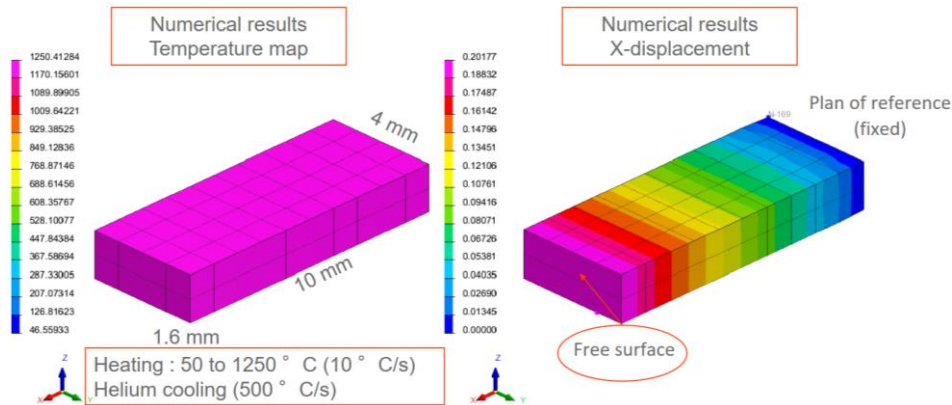 Numerical results
Temperature map
Numerical results
X-displacement
1250.41284
1170.15601
1089.89905
1009.64221
929.38525
849.12836
768.87146
688.61456
608.35767
528.10077
447.84384
367.58694
287.33005
207.07314
126.81623
46.55933
4 mm
10 mm
1.6 mm
0.20177
0.18832
0.17487
0.16142
0.14796
0.13451
0.12106
0.10761
0.09416
0.08071
0.06726
0.05381
0.04035
0.02690
0.01345
0.00000
N-169
Plan of reference
(fixed)
Free surface
Heating : 50 to 1250 ° C (10 ° C/s)
Helium cooling (500 ° C/s)
Z
X
Y
Z
X
Y